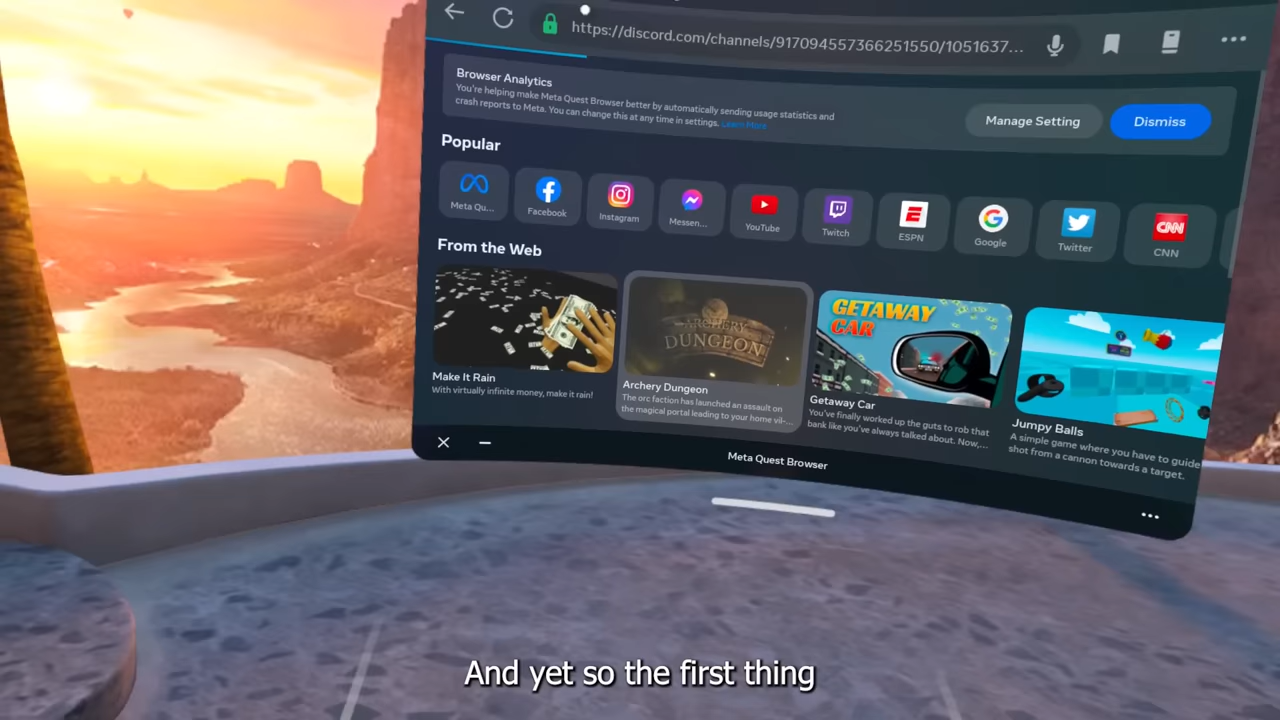 https://discord.com/channels/917094557366251550/1051637...
Browser Analytics
You're helping make Meta Quest Browser better by automatically sending usage statistics and
crash reports to Meta. You can change this at any time in settings. Learn More
Manage Setting
Dismiss
Popular
Meta Qu...
Facebook
Instagram
Messen...
YouTube
Twitch
ESPN
Google
Twitter
CNN
CNN
From the Web
ARCHERY
DUNGEON
GETAWAY
CAR
Make It Rain
With virtually infinite money, make it rain!
Archery Dungeon
The orc faction has launched an assault on
the magical portal leading to your home vil-...
Getaway Car
You've finally worked up the guts to rob that
bank like you've always talked about. Now,...
Jumpy Balls
A simple game where you have to guide
shot from a cannon towards a target.
Meta Quest Browser
And yet so the first thing